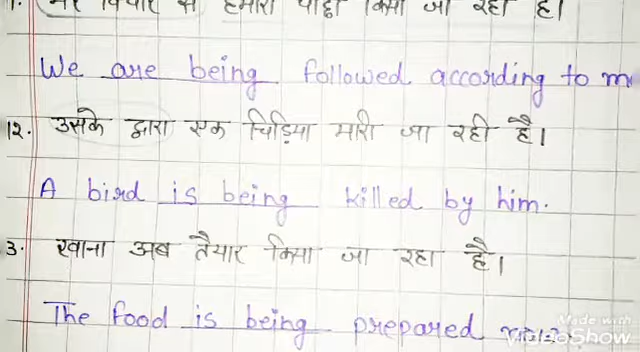 विचार से हमारा पीछा किया जा रहा है।
We are being followed according to m
12. उसके द्वारा एक चिड़िया मारी जा रही है।
A bird is being killed by him.
3. खाना अब तैयार किया जा रहा है।
The food is being prepared
Made with
VideoShow